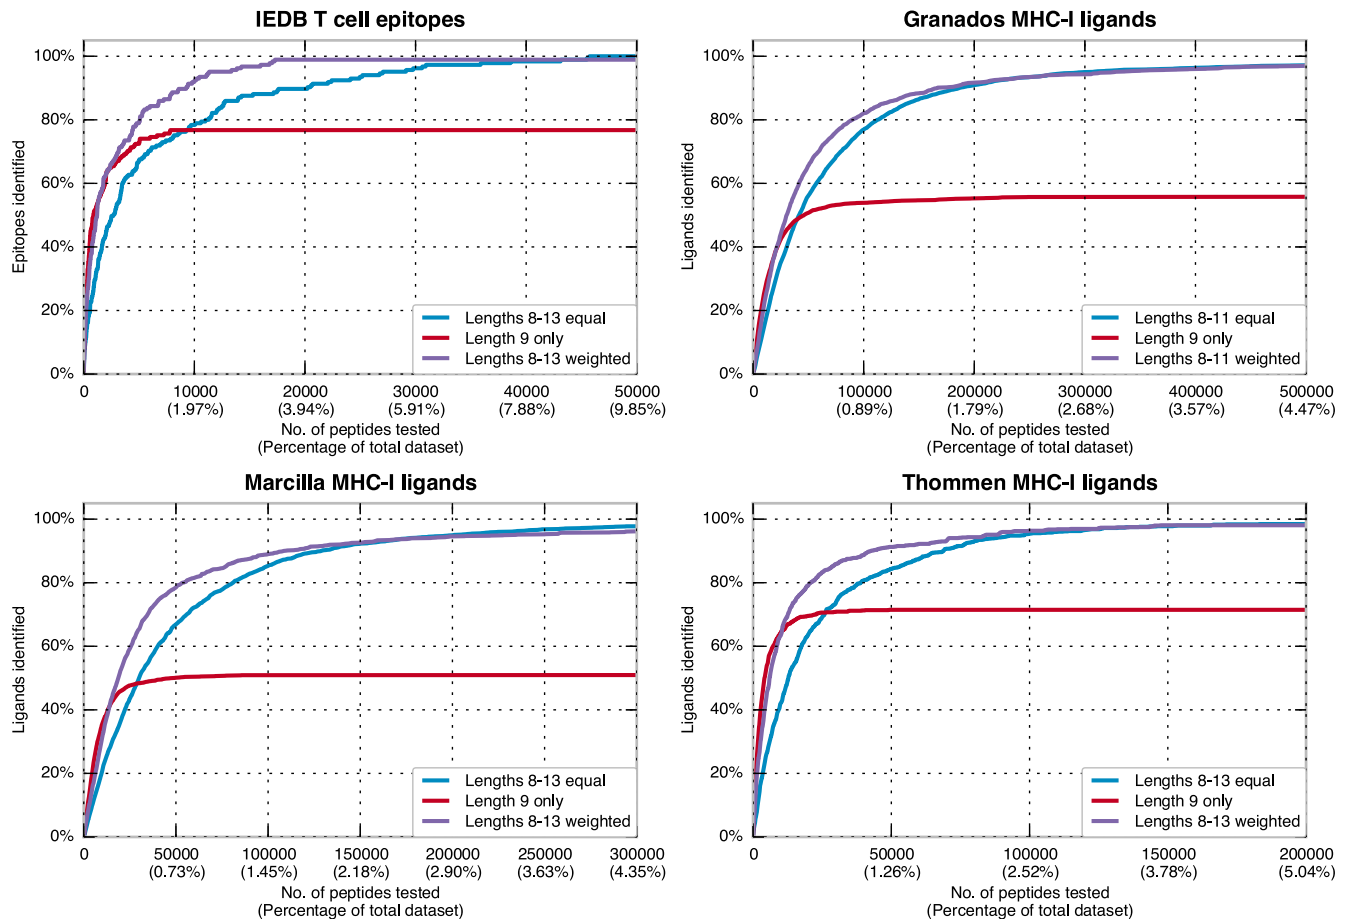 IEDB T cell epitopes
100%
80%
60%
40%
20%
0%
Epitopes identified
Lengths 8-13 equal
Length 9 only
Lengths 8-13 weighted
0 10000 20000 30000 40000 50000
(1.97%) (3.94%) (5.91%) (7.88%) (9.85%)
No. of peptides tested
(Percentage of total dataset)
Granados MHC-I ligands
100%
80%
60%
40%
20%
0%
Ligands identified
Lengths 8-11 equal
Length 9 only
Lengths 8-11 weighted
0 100000 200000 300000 400000 500000
(0.89%) (1.79%) (2.68%) (3.57%) (4.47%)
No. of peptides tested
(Percentage of total dataset)
Marcilla MHC-I ligands
100%
80%
60%
40%
20%
0%
Ligands identified
Lengths 8-13 equal
Length 9 only
Lengths 8-13 weighted
0 50000 100000 150000 200000 250000 300000
(0.73%) (1.45%) (2.18%) (2.90%) (3.63%) (4.35%)
No. of peptides tested
(Percentage of total dataset)
Thommen MHC-I ligands
100%
80%
60%
40%
20%
0%
Ligands identified
Lengths 8-13 equal
Length 9 only
Lengths 8-13 weighted
0 50000 100000 150000 200000
(1.26%) (2.52%) (3.78%) (5.04%)
No. of peptides tested
(Percentage of total dataset)